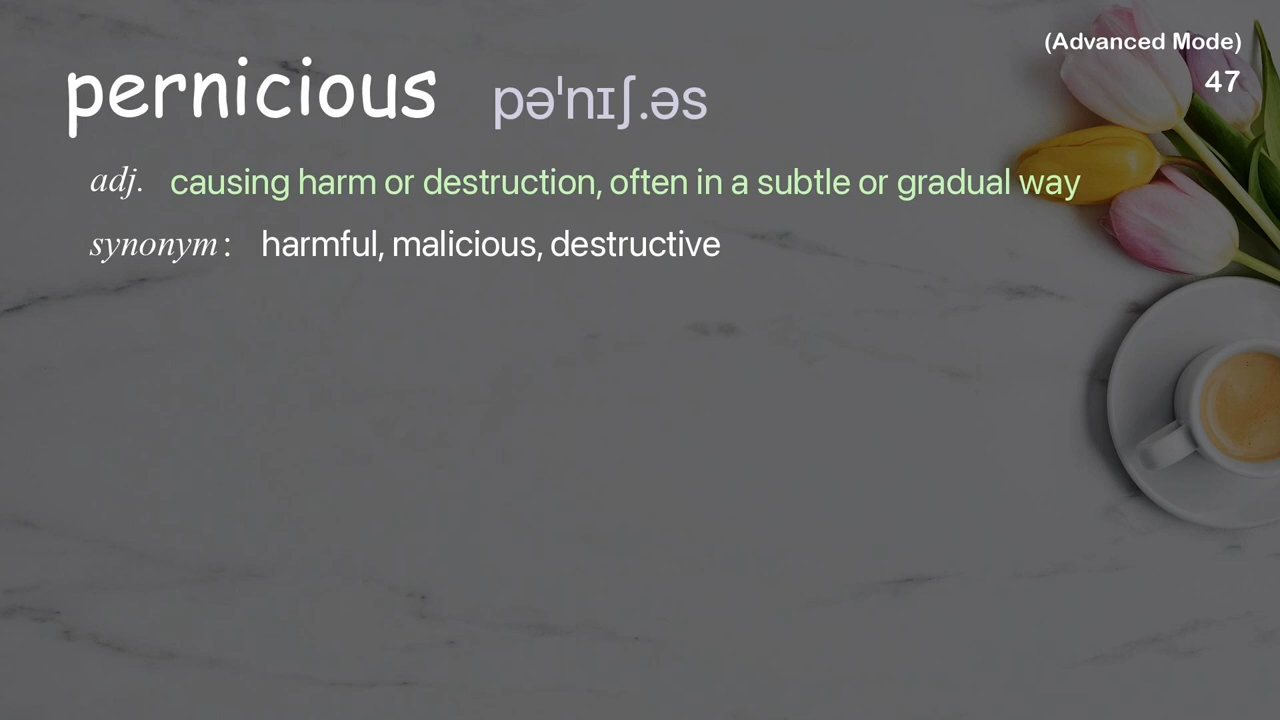 (Advanced Mode)
47
pernicious pəˈnɪʃ.əs
adj. causing harm or destruction, often in a subtle or gradual way
synonym: harmful, malicious, destructive